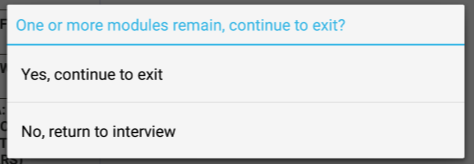 One or more modules remain, continue to exit?
Yes, continue to exit
No, return to interview